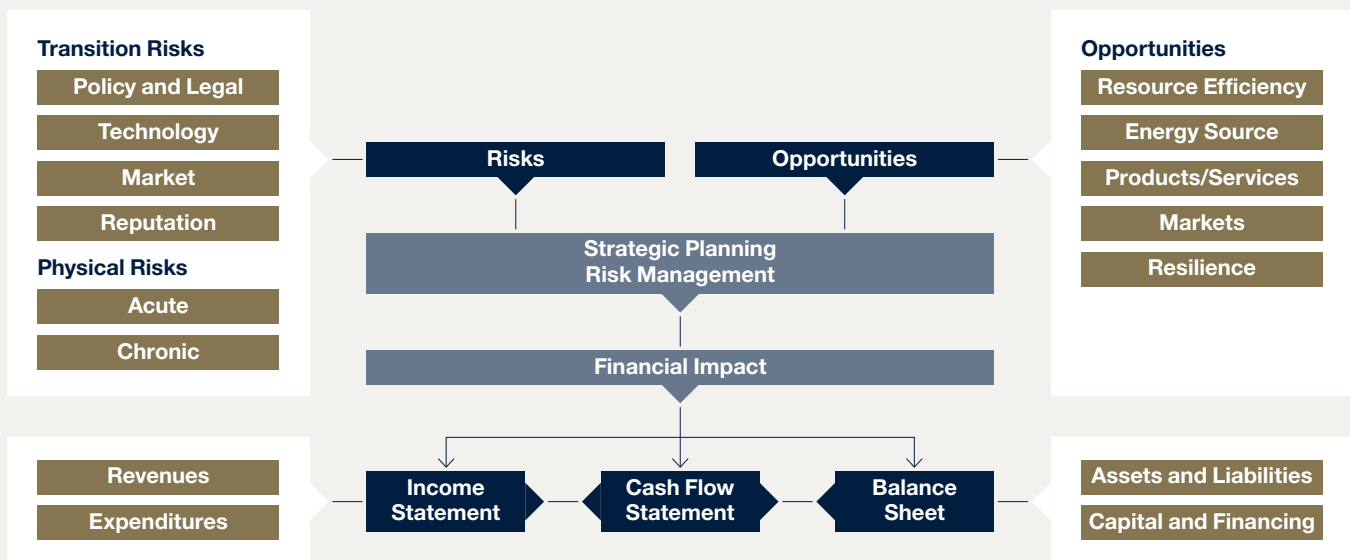 Transition Risks
Policy and Legal
Technology
Market
Reputation
Physical Risks
Acute
Chronic
Risks
Opportunities
Strategic Planning
Risk Management
Financial Impact
Opportunities
Resource Efficiency
Energy Source
Products/Services
Markets
Resilience
Revenues
Expenditures
Income
Statement
Cash Flow
Statement
Balance
Sheet
Assets and Liabilities
Capital and Financing